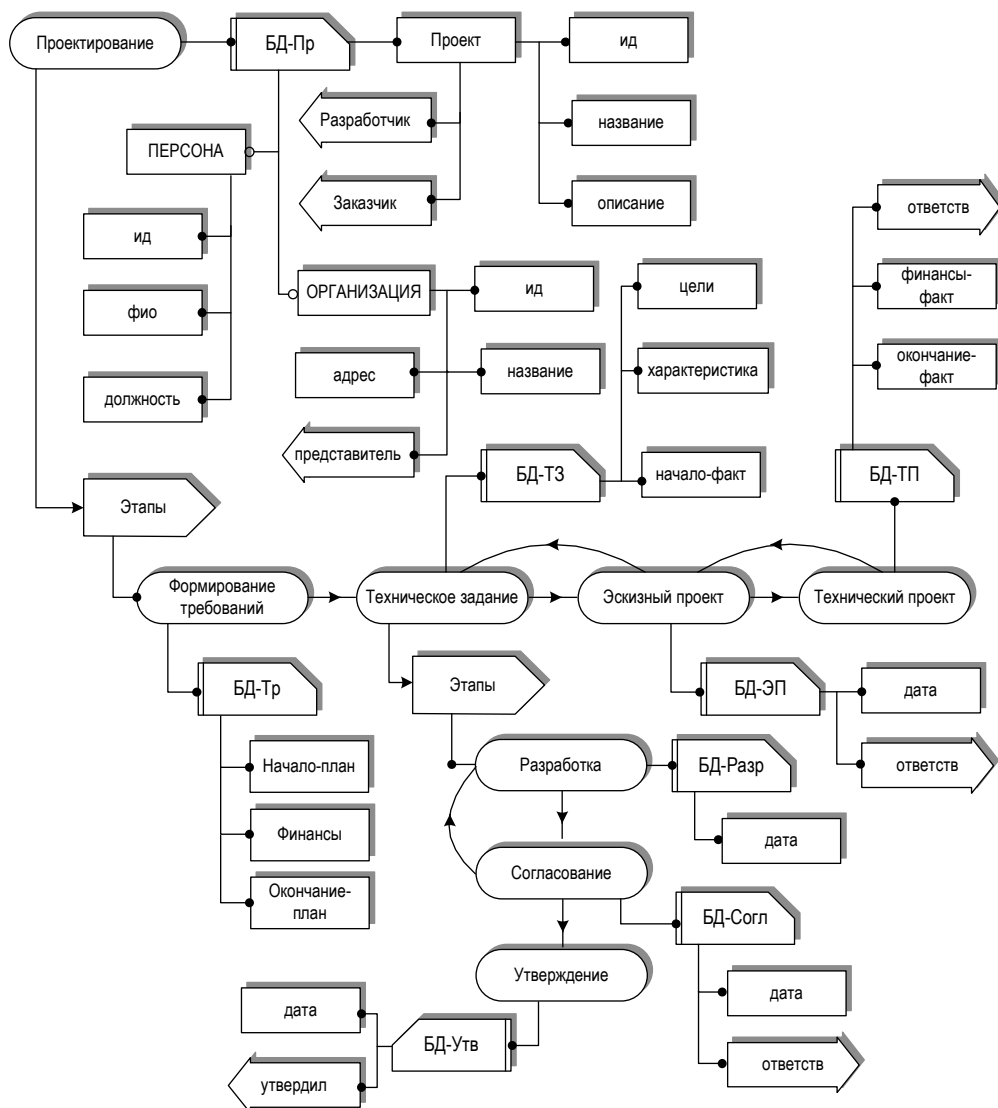 Проектирование
БД-Пр
Проект
ид
Разработчик
название
ПЕРСОНА
Заказчик
описание
ответств
ид
ОРГАНИЗАЦИЯ
ид
цели
финансы-
факт
фио
адрес
название
характеристика
окончание-
факт
должность
представитель
БД-ТЗ
начало-факт
БД-ТП
Этапы
Формирование
требований
Техническое задание
Эскизный проект
Технический проект
БД-Тр
Этапы
БД-ЭП
дата
Начало-план
Разработка
БД-Разр
ответств
Финансы
дата
Окончание-
план
Согласование
БД-Согл
Утверждение
дата
дата
БД-Утв
ответств
утвердил